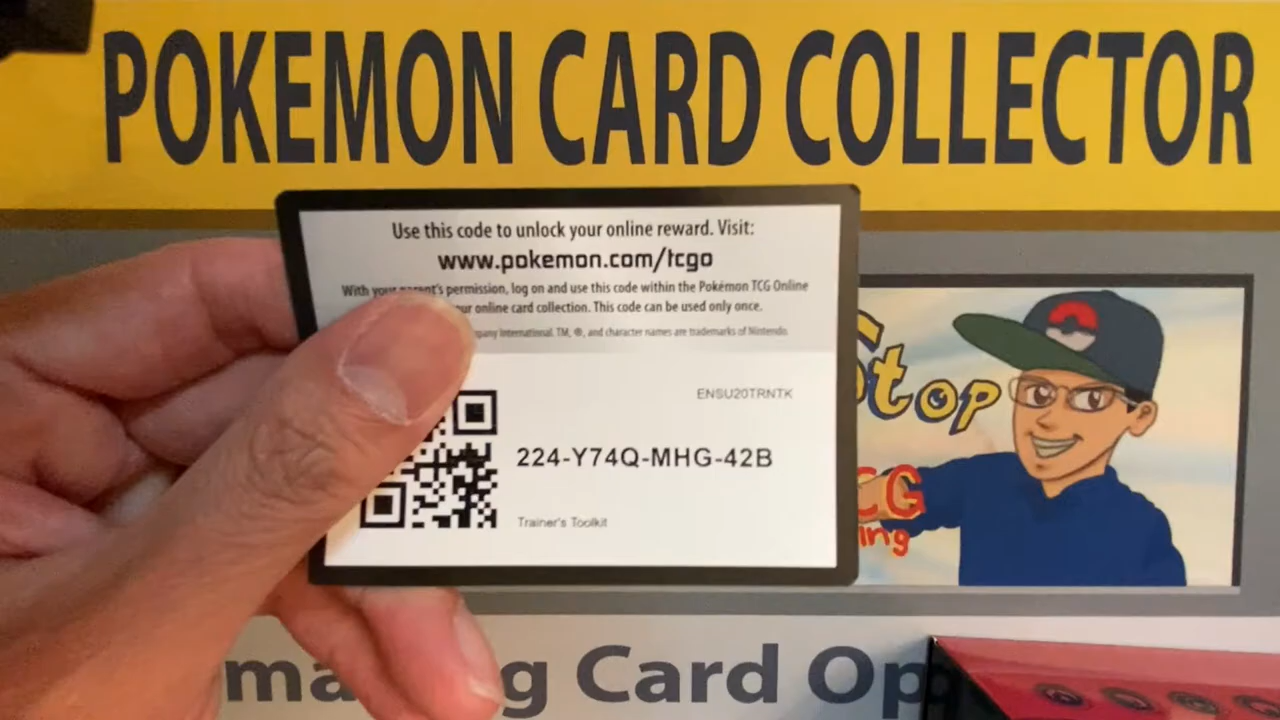 POKEMON CARD COLLECTOR
Use this code to unlock your online reward. Visit:
www.pokemon.com/tcgo
With your parent's permission, log on and use this code within the Pokémon TCG Online
online card collection. This code can be used only once.
International. TM, ®, and character names are trademarks of Nintendo.
ENSU20TRNTK
224-Y74Q-MHG-42B
Trainer's Toolkit
Stop
CG
ing
ma g Card Op